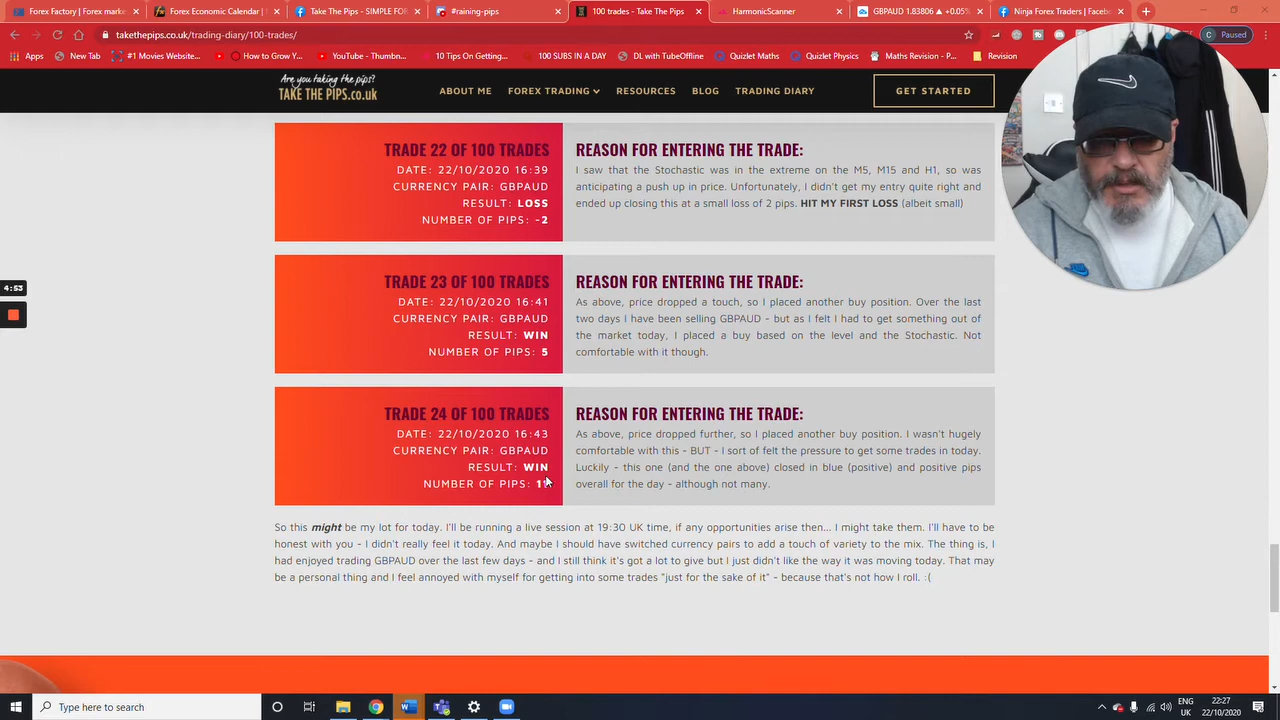 Forex Factory | Forex mark
Forex Economic Calendar |
Take The Pips - SIMPLE FOR
#raining-pips
100 trades - Take The Pips
HarmonicScanner
GBPAUD 1.83806 ▲ +0.05%
Ninja Forex Traders | Faceb
takethepips.co.uk/trading-diary/100-trades/
C Paused
Apps
New Tab
#1 Movies Website...
How to Grow Yo...
YouTube - Thumbn...
10 Tips On Getting...
100 SUBS IN A DAY
DL with TubeOffline
Quizlet Maths
Quizlet Physics
Maths Revision - P...
Revision
Are you taking the pips?
TAKE THE PIPS.co.uk
ABOUT ME
FOREX TRADING
RESOURCES
BLOG
TRADING DIARY
GET STARTED
TRADE 22 OF 100 TRADES
DATE: 22/10/2020 16:39
CURRENCY PAIR: GBPAUD
RESULT: LOSS
NUMBER OF PIPS: -2
REASON FOR ENTERING THE TRADE:
I saw that the Stochastic was in the extreme on the M5, M15 and H1, so was
anticipating a push up in price. Unfortunately, I didn't get my entry quite right and
ended up closing this at a small loss of 2 pips. HIT MY FIRST LOSS (albeit small)
4:53
TRADE 23 OF 100 TRADES
DATE: 22/10/2020 16:41
CURRENCY PAIR: GBPAUD
RESULT: WIN
NUMBER OF PIPS: 5
REASON FOR ENTERING THE TRADE:
As above, price dropped a touch, so I placed another buy position. Over the last
two days I have been selling GBPAUD - but as I felt I had to get something out of
the market today, I placed a buy based on the level and the Stochastic. Not
comfortable with it though.
TRADE 24 OF 100 TRADES
DATE: 22/10/2020 16:43
CURRENCY PAIR: GBPAUD
RESULT: WIN
NUMBER OF PIPS:
REASON FOR ENTERING THE TRADE:
As above, price dropped further, so I placed another buy position. I wasn't hugely
comfortable with this - BUT - I sort of felt the pressure to get some trades in today.
Luckily - this one (and the one above) closed in blue (positive) and positive pips
overall for the day - although not many.
So this might be my lot for today. I'll be running a live session at 19:30 UK time, if any opportunities arise then... I might take them. I'll have to be
honest with you - I didn't really feel it today. And maybe I should have switched currency pairs to add a touch of variety to the mix. The thing is, I
had enjoyed trading GBPAUD over the last few days - and I still think it's got a lot to give but I just didn't like the way it was moving today. That may
be a personal thing and I feel annoyed with myself for getting into some trades "just for the sake of it" - because that's not how I roll. :(
Type here to search
ENG
UK
22:27
22/10/2020